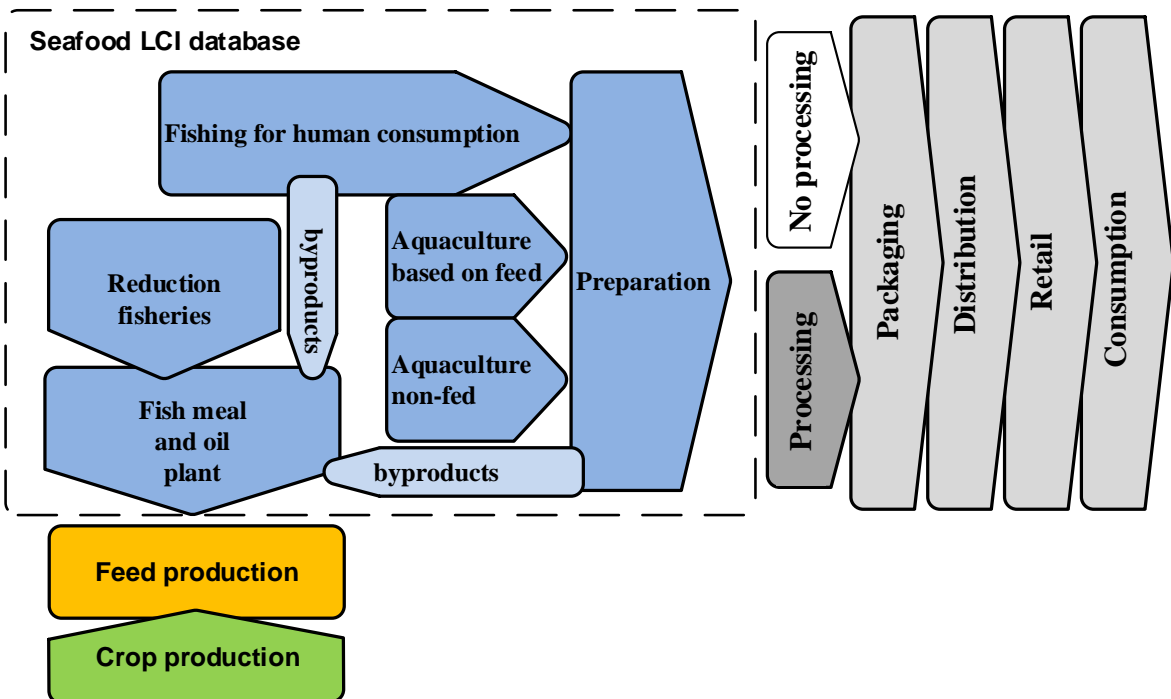 Seafood LCI database
Fishing for human consumption
byproducts
Reduction
fisheries
Aquaculture
based on feed
Aquaculture
non-fed
Preparation
Fish meal
and oil
plant
byproducts
Feed production
Crop production
No processing
Processing
Packaging
Distribution
Retail
Consumption